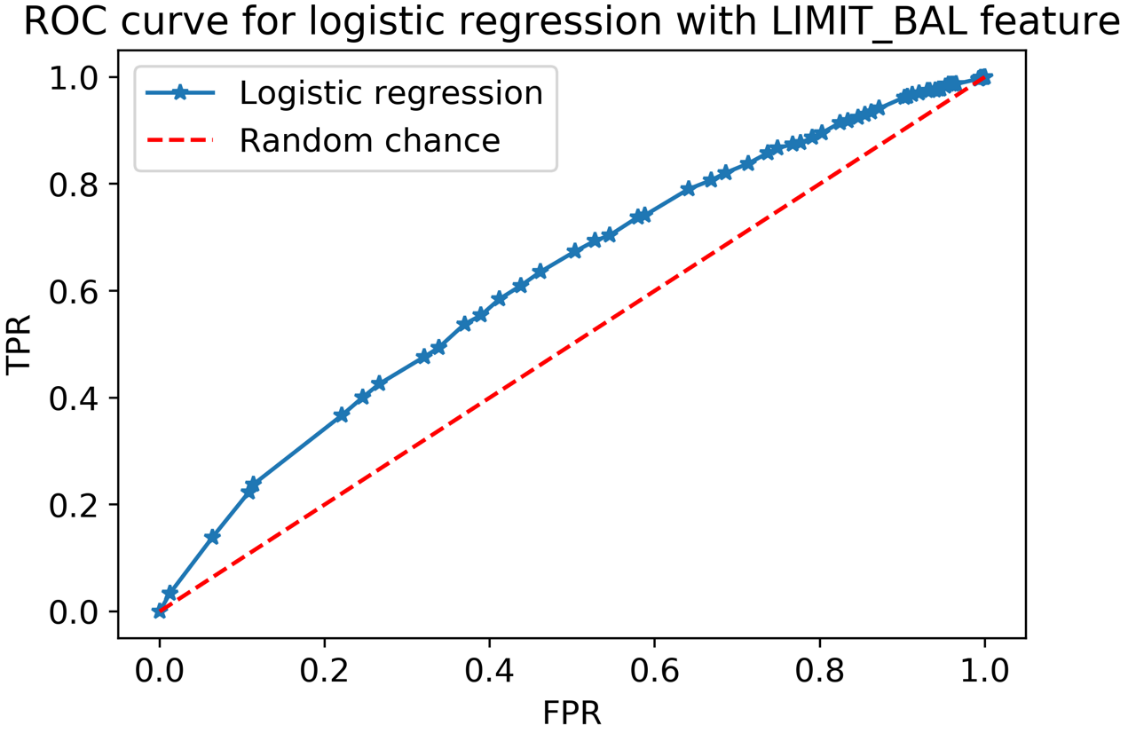 ROC curve for logistic regression with LIMIT_BAL feature
Logistic regression
Random chance
1.0
0.8
0.6
0.4
0.2
0.0
TPR
0.0 0.2 0.4 0.6 0.8 1.0
FPR